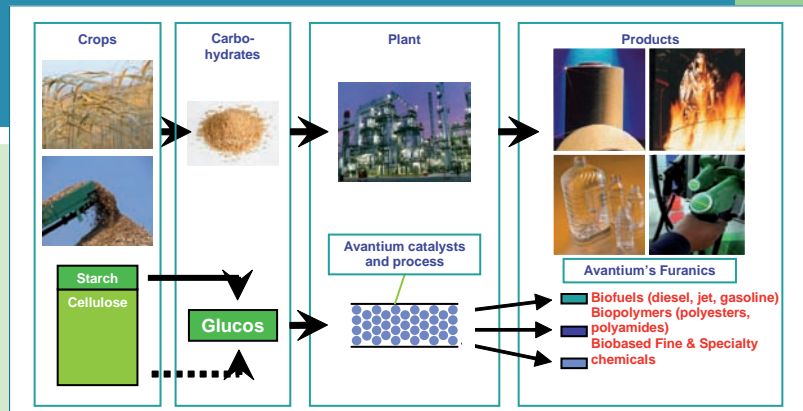 Crops
Carbo-
hydrates
Plant
Products
Avantium catalysts
and process
Avantium's Furanics
Starch
Cellulose
Glucos
Biofuels (diesel, jet, gasoline)
Biopolymers (polyesters,
polyamides)
Biobased Fine & Specialty
chemicals